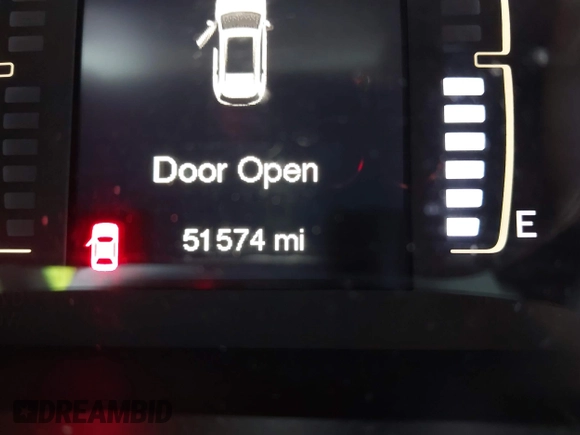 Door Open
51574 mi
E
DREAMBID